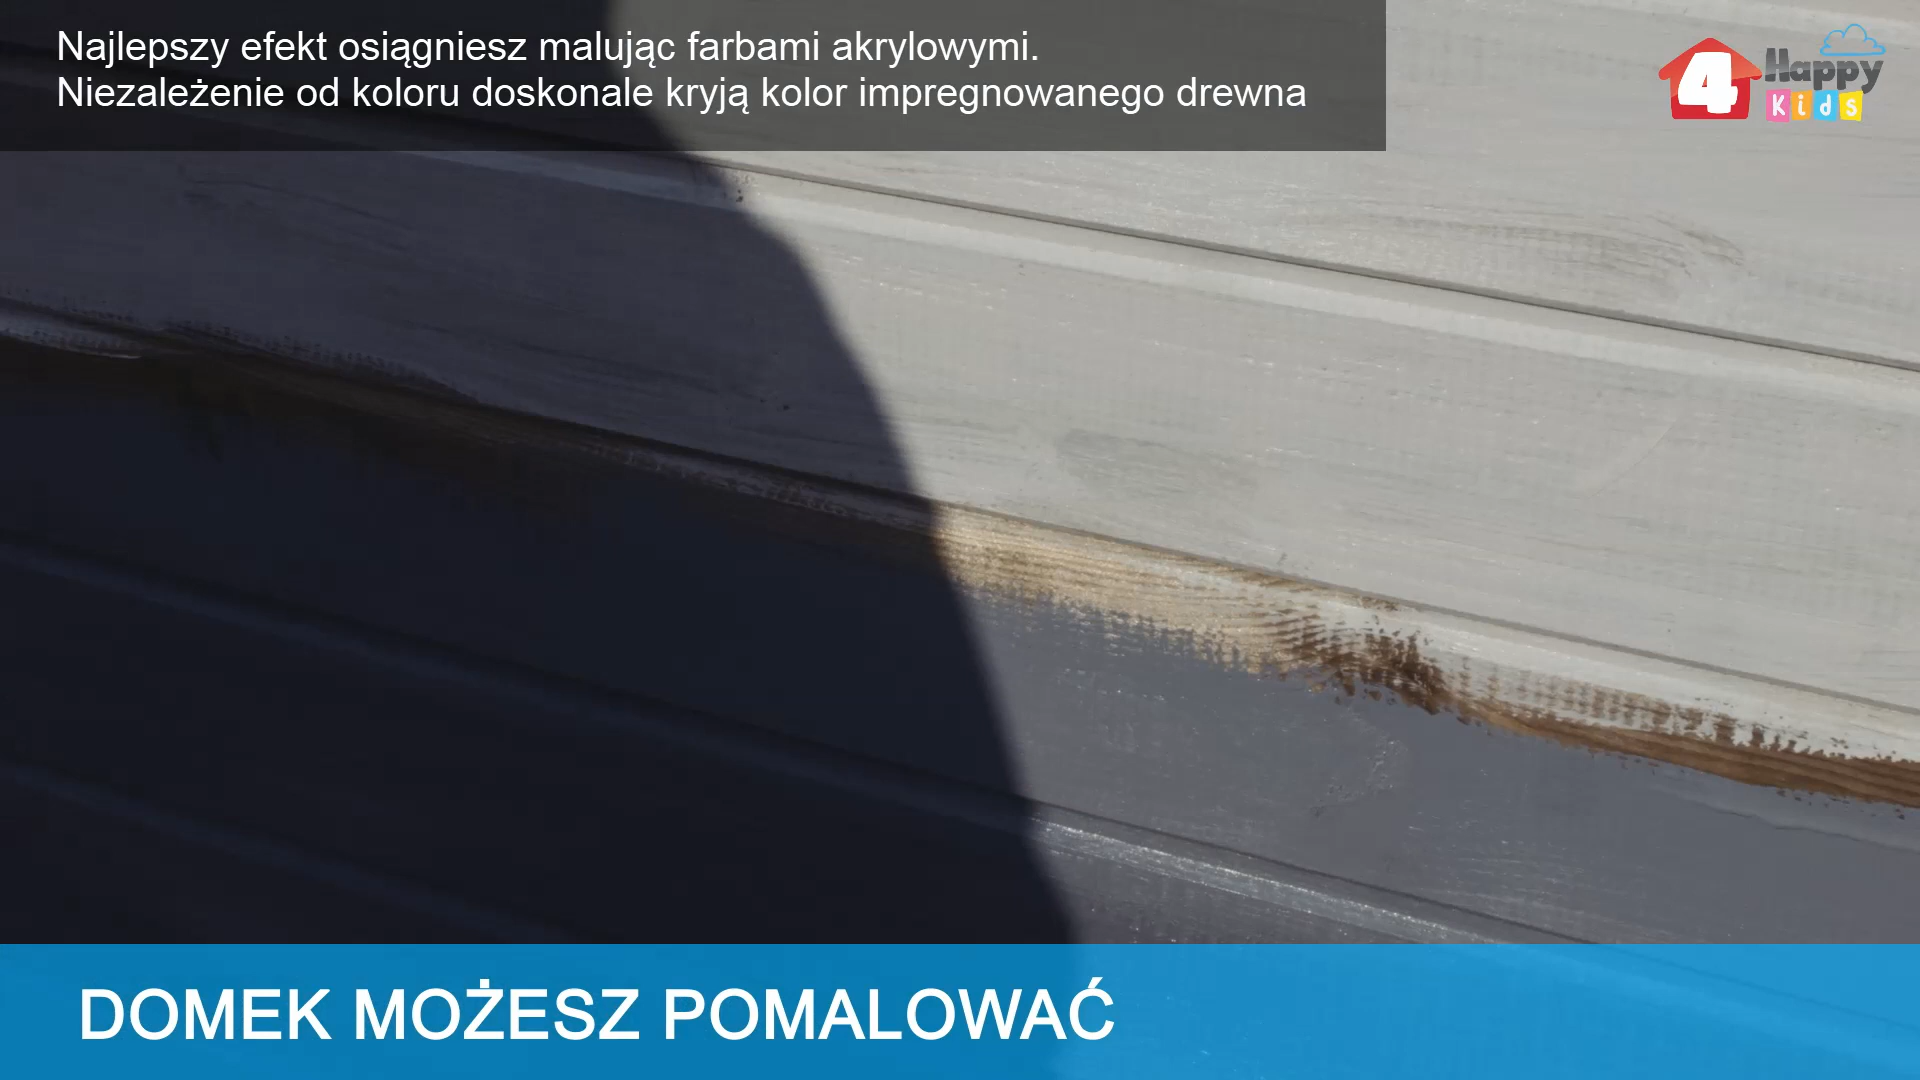 Najlepszy efekt osiągniesz malując farbami akrylowymi.
Niezależenie od koloru doskonale kryją kolor impregnowanego drewna
4 Happy
Kids
DOMEK MOŻESZ POMALOWAĆ